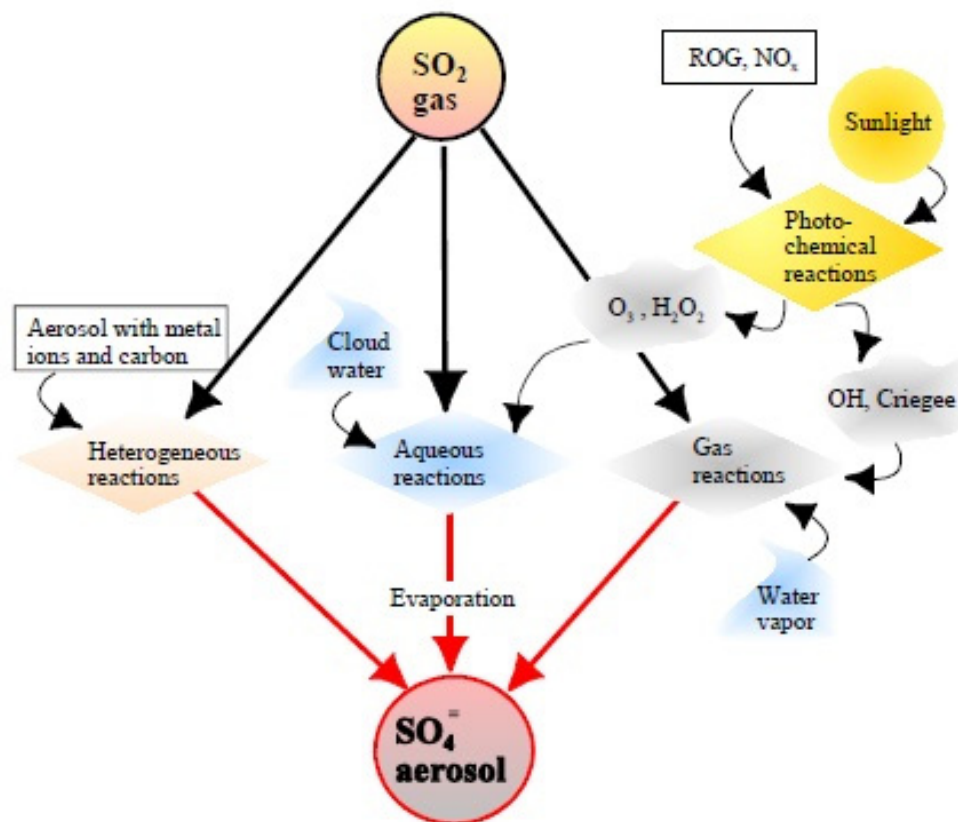 SO₂
gas
ROG, NOₓ
Sunlight
Photo-
chemical
reactions
O₃ , H₂O₂
Aerosol with metal
ions and carbon
Cloud
water
OH, Criegee
Heterogeneous
reactions
Aqueous
reactions
Gas
reactions
Evaporation
Water
vapor
SO₄⁼
aerosol